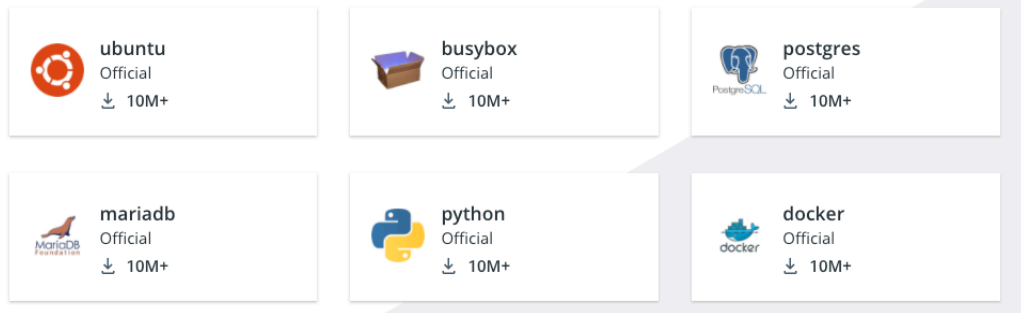 ubuntu
Official
10M+
busybox
Official
10M+
PostgreSQL
postgres
Official
10M+
MariaDB
Foundation
mariadb
Official
10M+
python
Official
10M+
docker
docker
Official
10M+